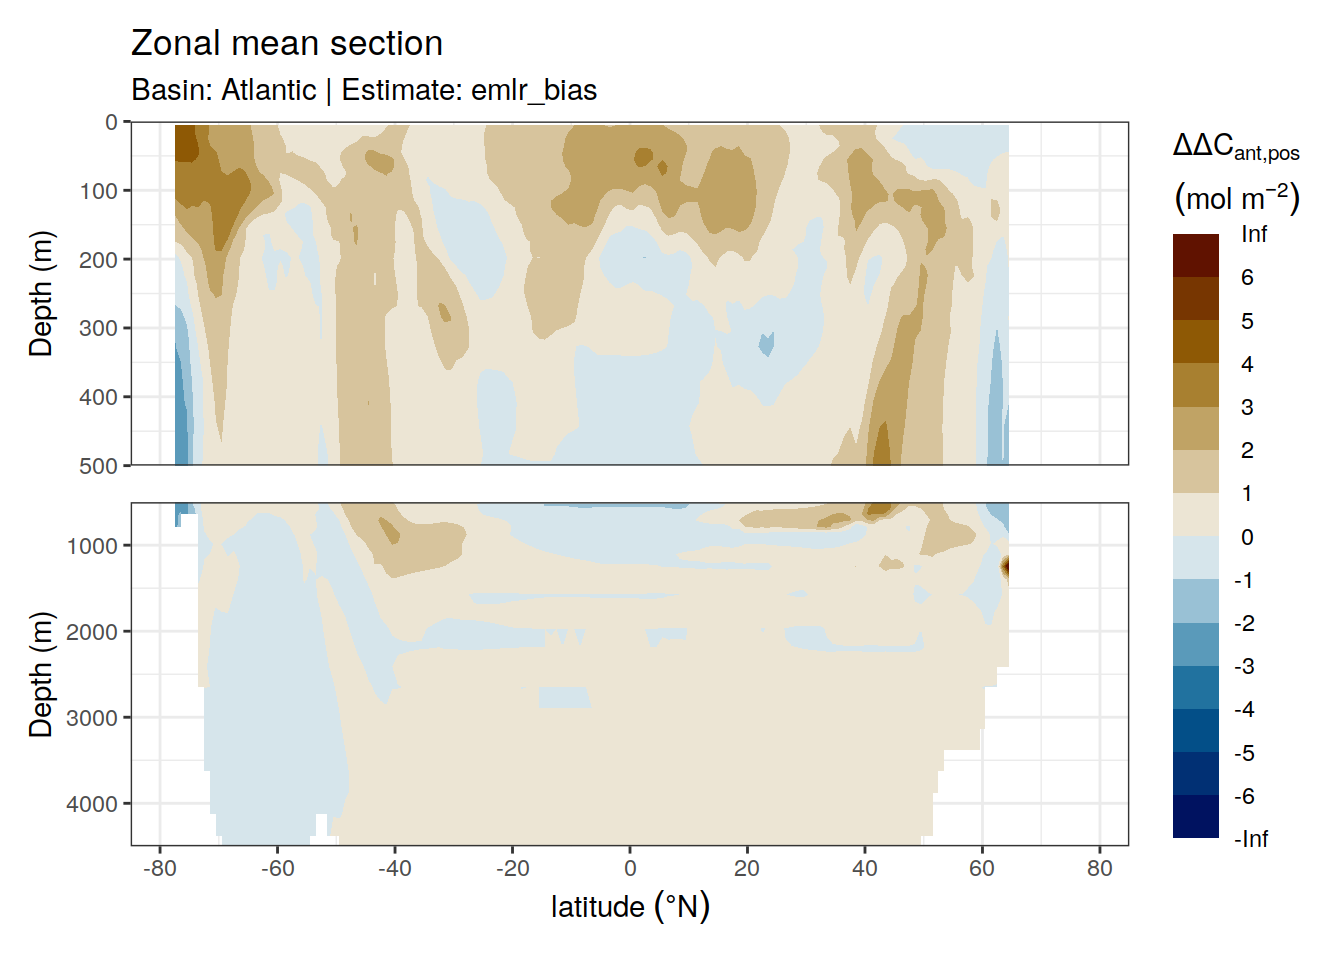 Zonal mean section
Basin: Atlantic | Estimate: emlr_bias
0
100
200
300
400
500
Depth (m)
1000
2000
3000
4000
Depth (m)
-80 -60 -40 -20 0 20 40 60 80
latitude (°N)
ΔΔCant,pos
(mol m−2)
Inf
6
5
4
3
2
1
0
-1
-2
-3
-4
-5
-6
-Inf